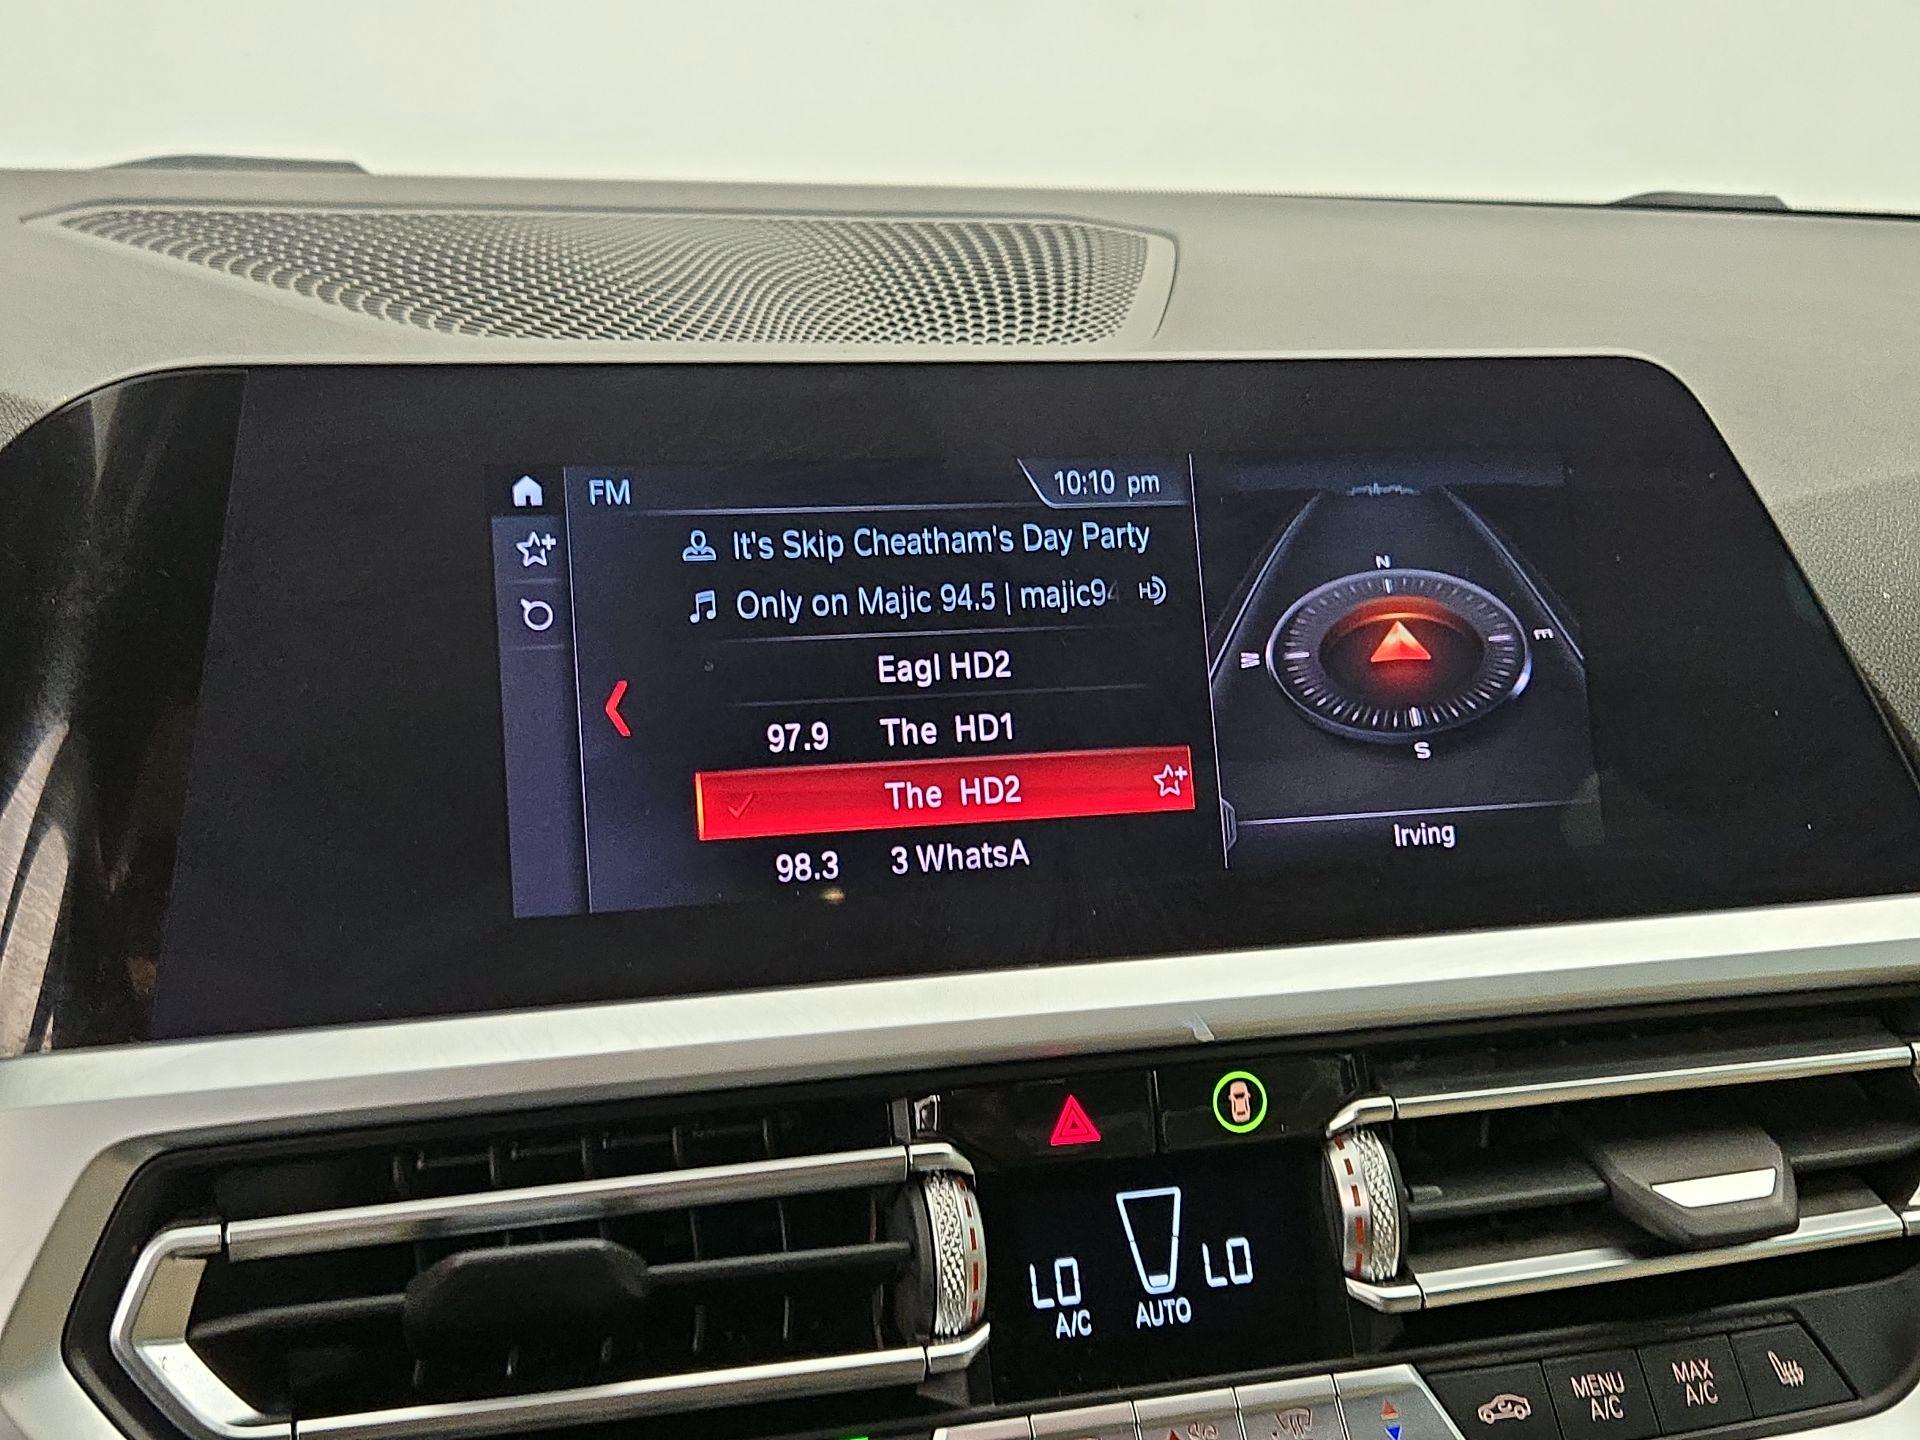 FM
10:10 pm
It's Skip Cheatham's Day Party
Only on Majic 94.5 | majic94
HD
Eagl HD2
97.9 The HD1
The HD2
98.3 3 WhatsA
N
E
W
S
Irving
LO
A/C
AUTO
LO
MENU
A/C
MAX
A/C